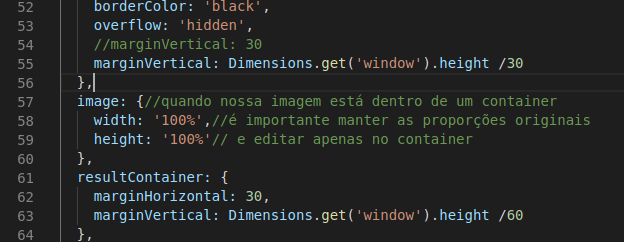 52 borderColor: 'black',
53 overflow: 'hidden',
54 //marginVertical: 30
55 marginVertical: Dimensions.get('window').height /30
56 },
57 image: {//quando nossa imagem está dentro de um container
58 width: '100%',//é importante manter as proporções originais
59 height: '100%'// e editar apenas no container
60 },
61 resultContainer: {
62 marginHorizontal: 30,
63 marginVertical: Dimensions.get('window').height /60
64 },